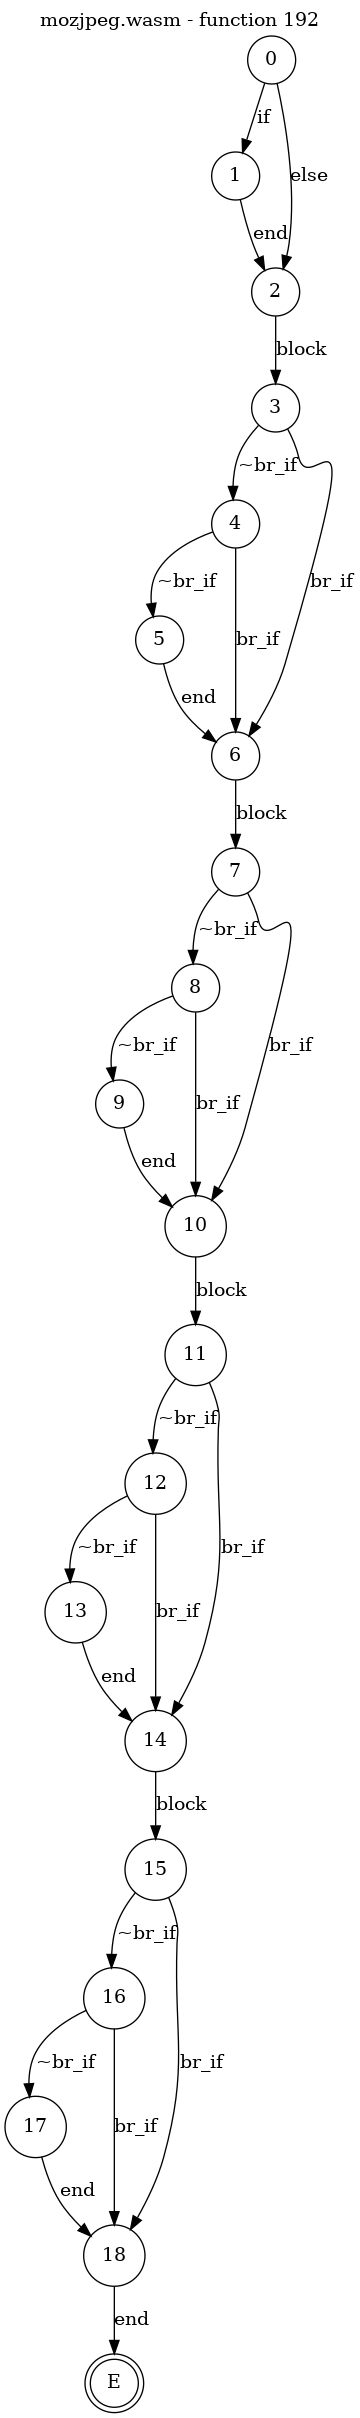 mozjpeg.wasm - function 192
0
if
else
1
end
2
block
3
~br_if
4
~br_if
br_if
br_if
5
end
6
block
7
~br_if
8
~br_if
br_if
br_if
9
end
10
block
11
~br_if
12
~br_if
br_if
br_if
13
end
14
block
15
~br_if
16
~br_if
br_if
br_if
17
end
18
end
E